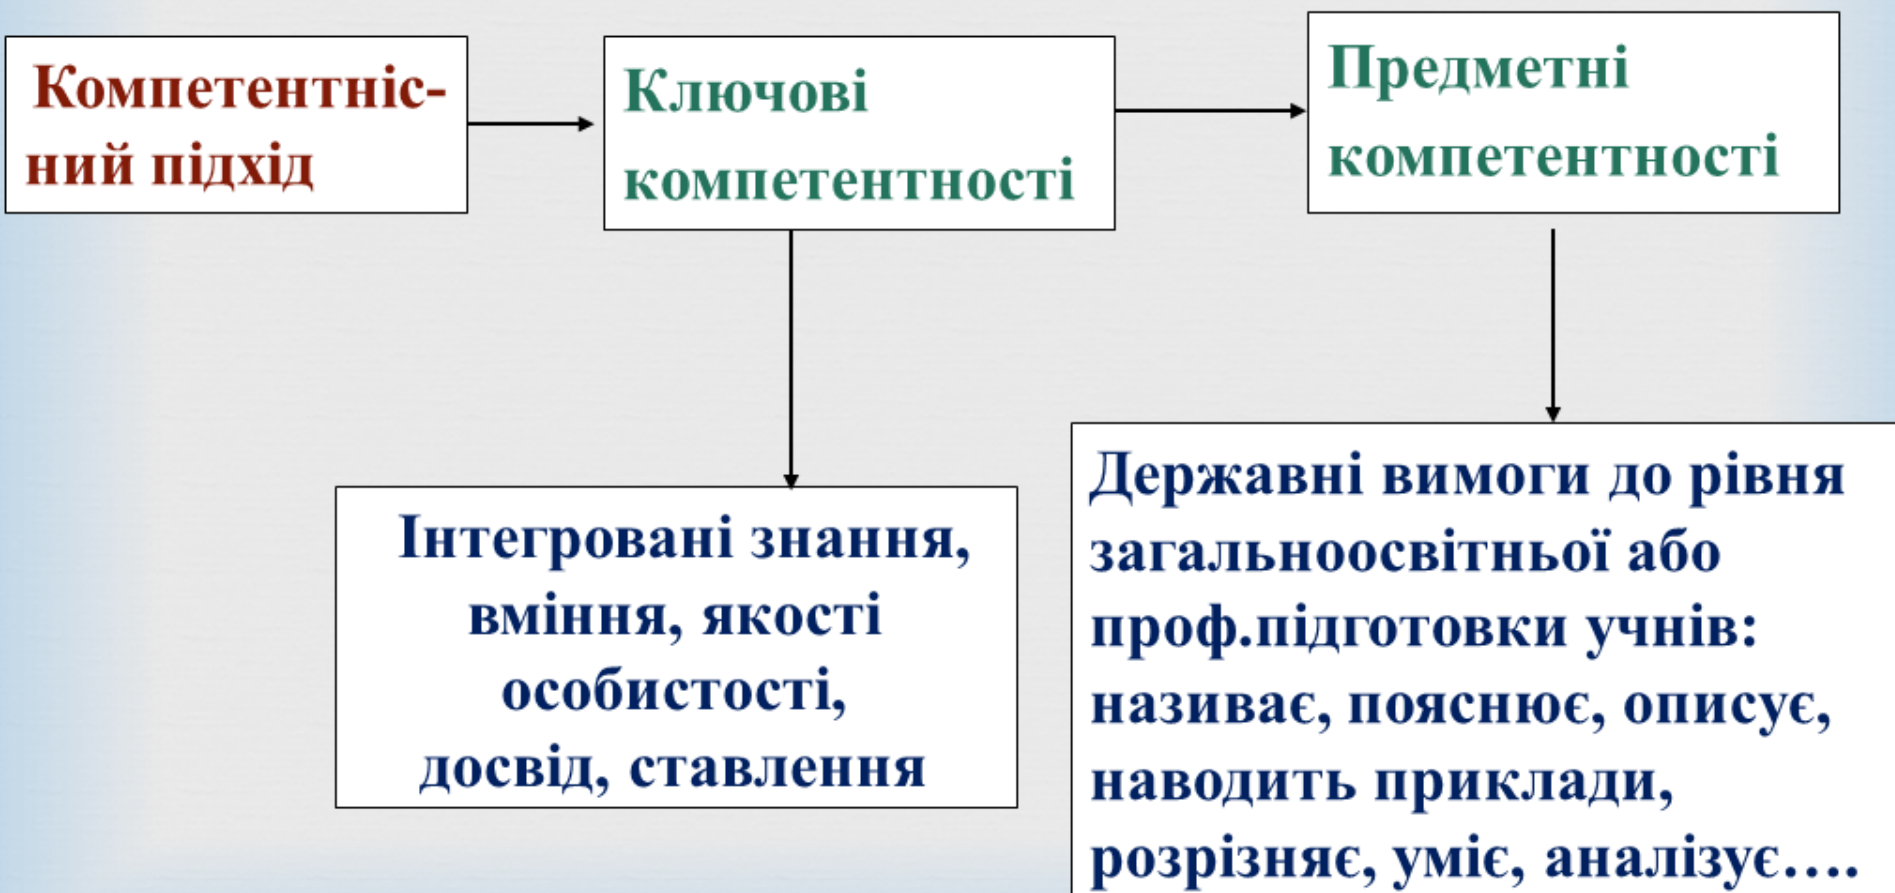 Компетентніс-
ний підхід
Ключові
компетентності
Предметні
компетентності
Інтегровані знання,
вміння, якості
особистості,
досвід, ставлення
Державні вимоги до рівня
загальноосвітньої або
проф.підготовки учнів:
називає, пояснює, описує,
наводить приклади,
розрізняє, уміє, аналізує….